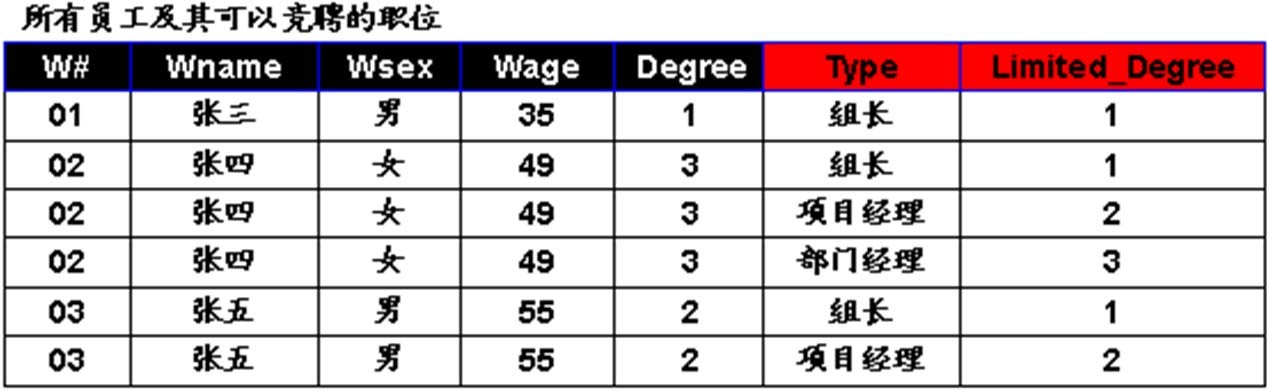 所有员工及其可以竞聘的职位
W# Wname Wsex Wage Degree Type Limited_Degree
01 张三 男 35 1 组长 1
02 张四 女 49 3 组长 1
02 张四 女 49 3 项目经理 2
02 张四 女 49 3 部门经理 3
03 张五 男 55 2 组长 1
03 张五 男 55 2 项目经理 2